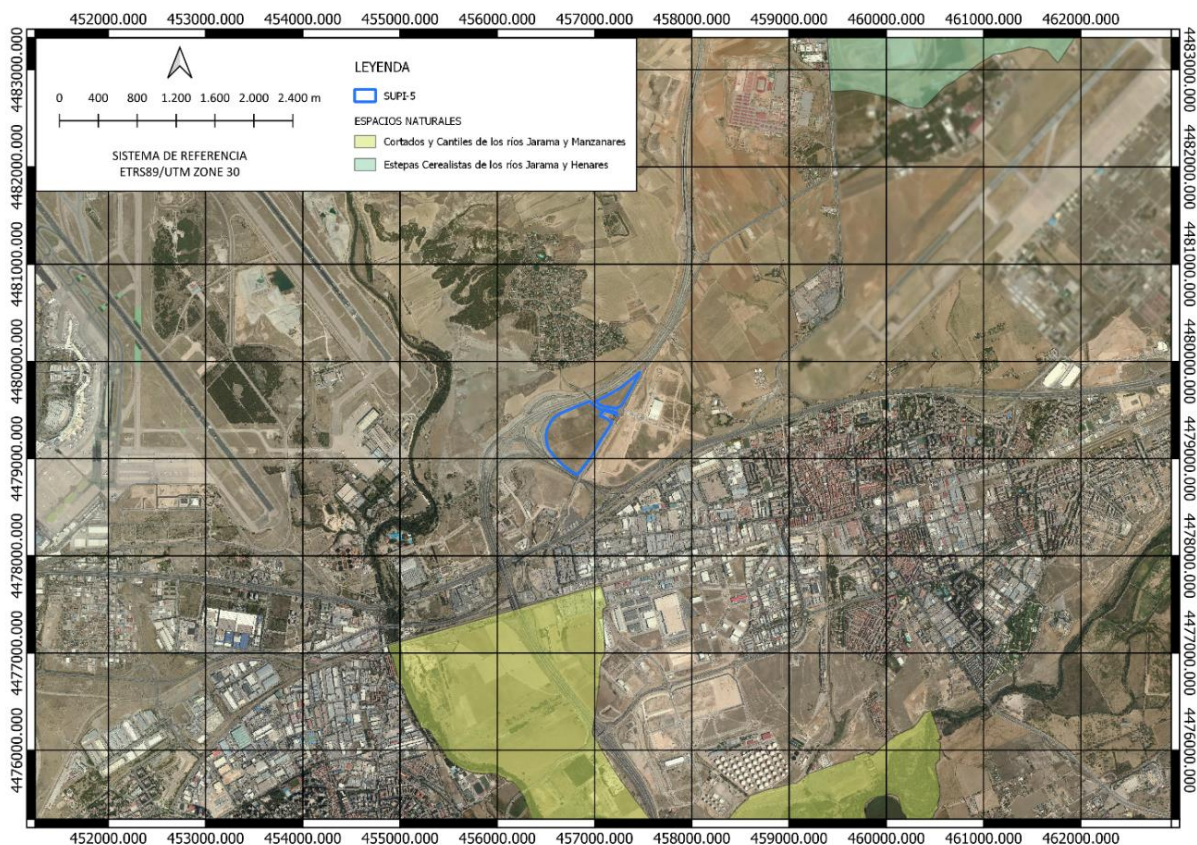 452000.000 453000.000 454000.000 455000.000 456000.000 457000.000 458000.000 459000.000 460000.000 461000.000 462000.000
4483000.000
4482000.000
4481000.000
4480000.000
4479000.000
4478000.000
4477000.000
4476000.000
0 400 800 1.200 1.600 2.000 2.400 m
SISTEMA DE REFERENCIA
ETRS89/UTM ZONE 30
LEYENDA
SUPI-5
ESPACIOS NATURALES
Cortados y Cantiles de los ríos Jarama y Manzanares
Estepas Cerealistas de los ríos Jarama y Henares
4483000.000
4482000.000
4481000.000
4480000.000
4479000.000
4478000.000
4477000.000
4476000.000
452000.000 453000.000 454000.000 455000.000 456000.000 457000.000 458000.000 459000.000 460000.000 461000.000 462000.000